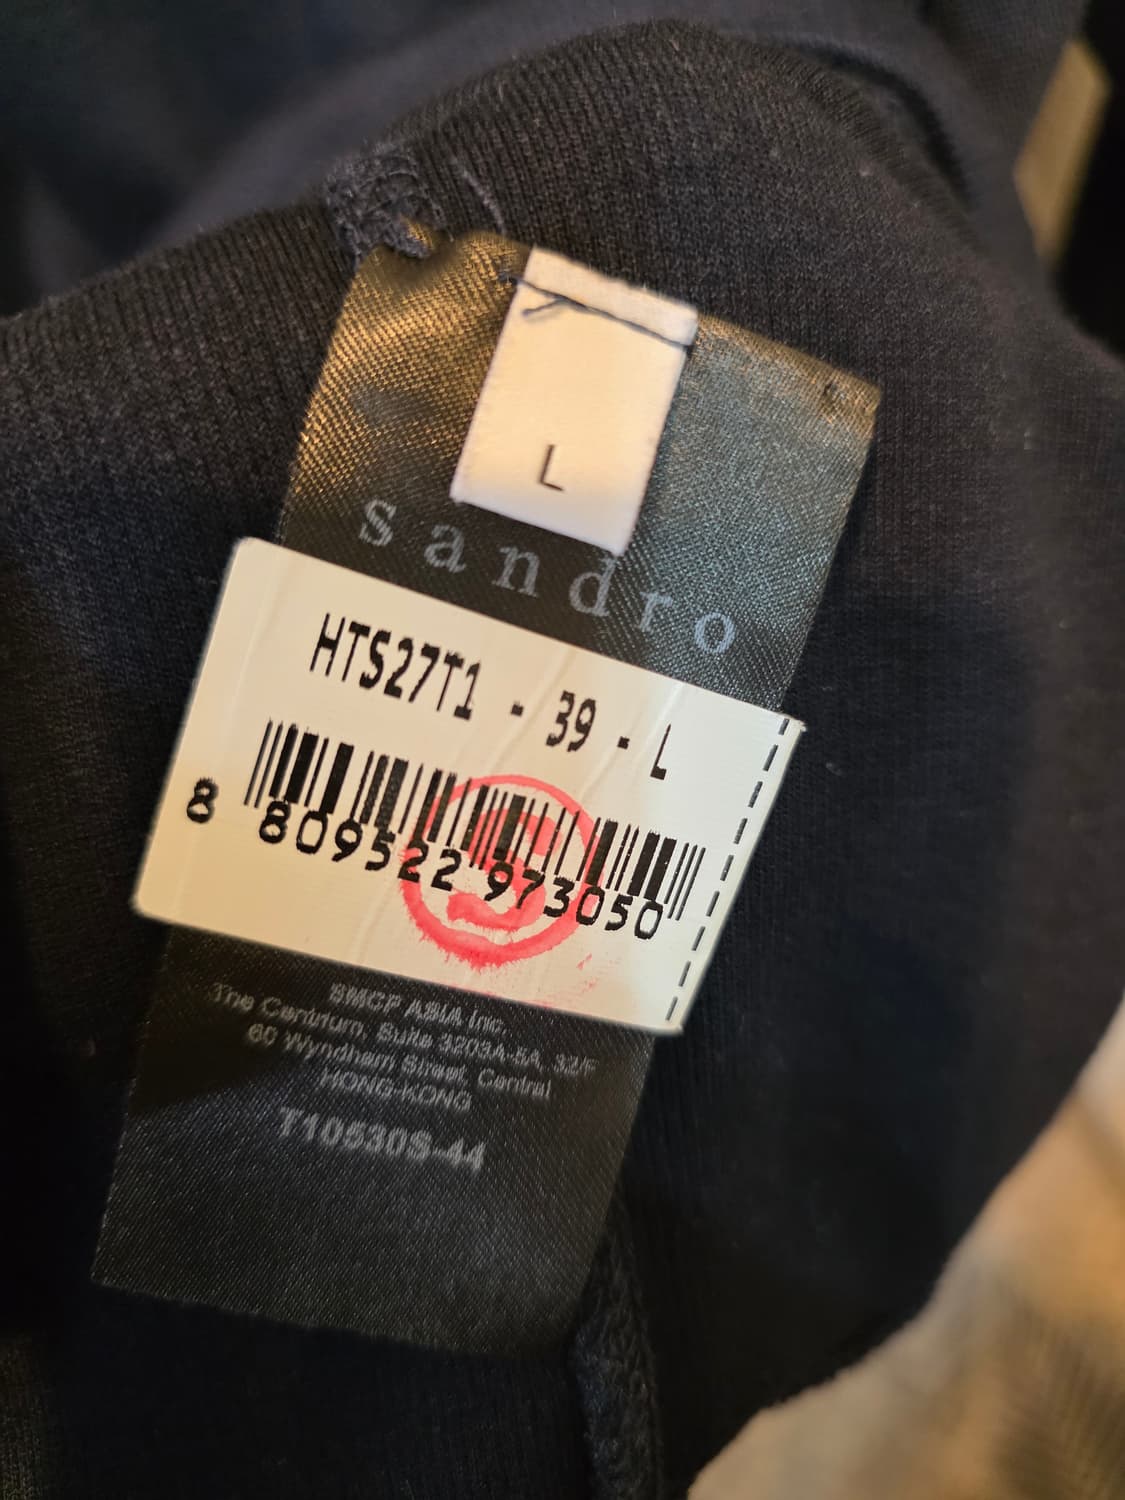 L
sandro
HTS27T1 - 39 - L
8 809522 973050
S
SMCP ASIA Inc.
The Centrium, Suite 3203A-5A, 32/F
60 Wyndham Street, Central
HONG-KONG
T10530S-44